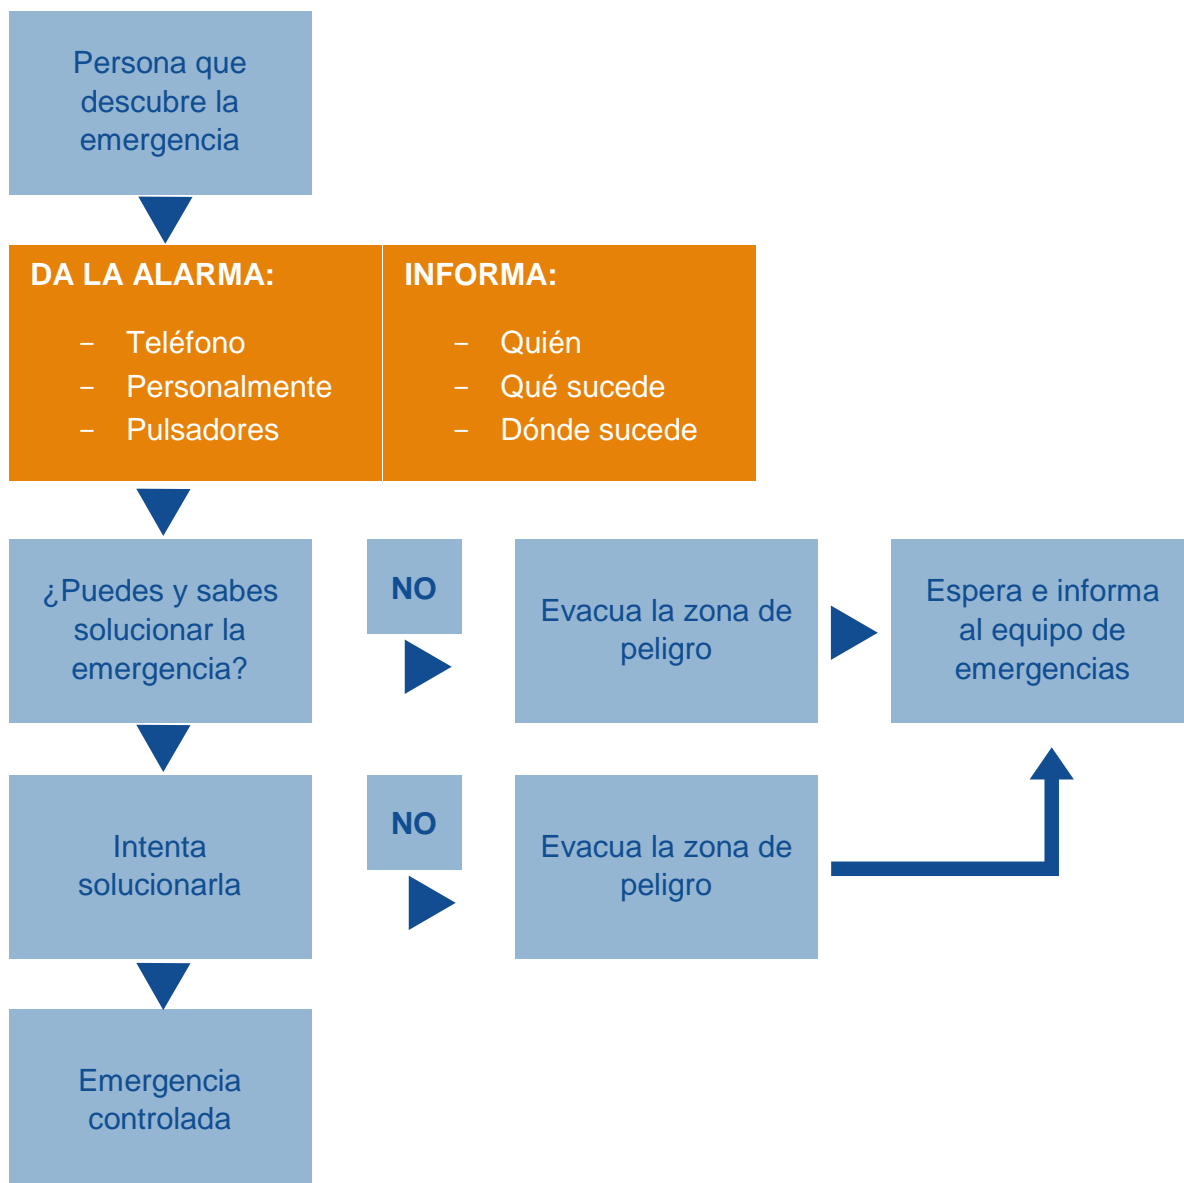 Persona que
descubre la
emergencia
DA LA ALARMA:
- Teléfono
- Personalmente
- Pulsadores
INFORMA:
- Quién
- Qué sucede
- Dónde sucede
¿Puedes y sabes
solucionar la
emergencia?
NO
Evacua la zona de
peligro
Espera e informa
al equipo de
emergencias
Intenta
solucionarla
NO
Evacua la zona de
peligro
Emergencia
controlada